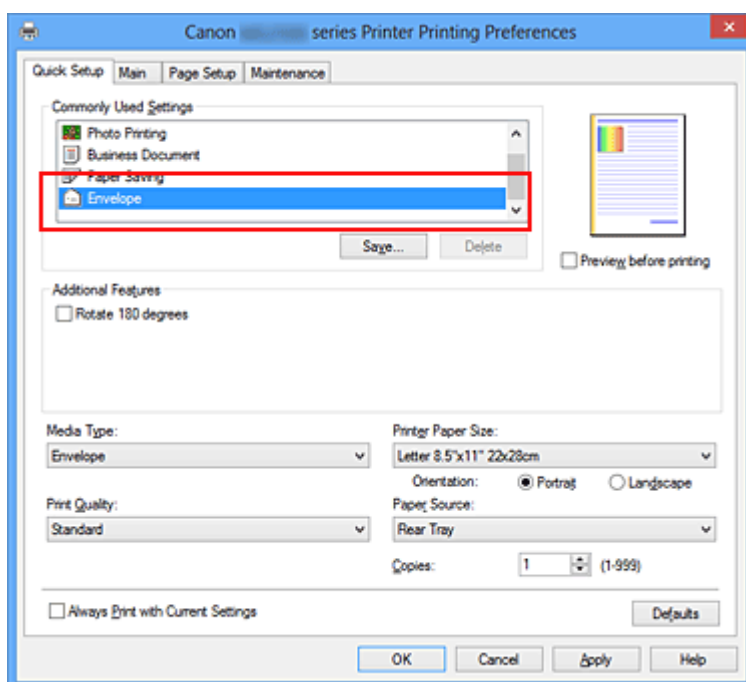 Canon series Printer Printing Preferences
Quick Setup Main Page Setup Maintenance
Commonly Used Settings
Photo Printing
Business Document
Paper Saving
Envelope
Save... Delete
Preview before printing
Additional Features
Rotate 180 degrees
Media Type:
Envelope
Printer Paper Size:
Letter 8.5"x11" 22x28cm
Orientation: Portrait Landscape
Print Quality:
Standard
Paper Source:
Rear Tray
Copies: 1 (1-999)
Always Print with Current Settings
Defaults
OK Cancel Apply Help